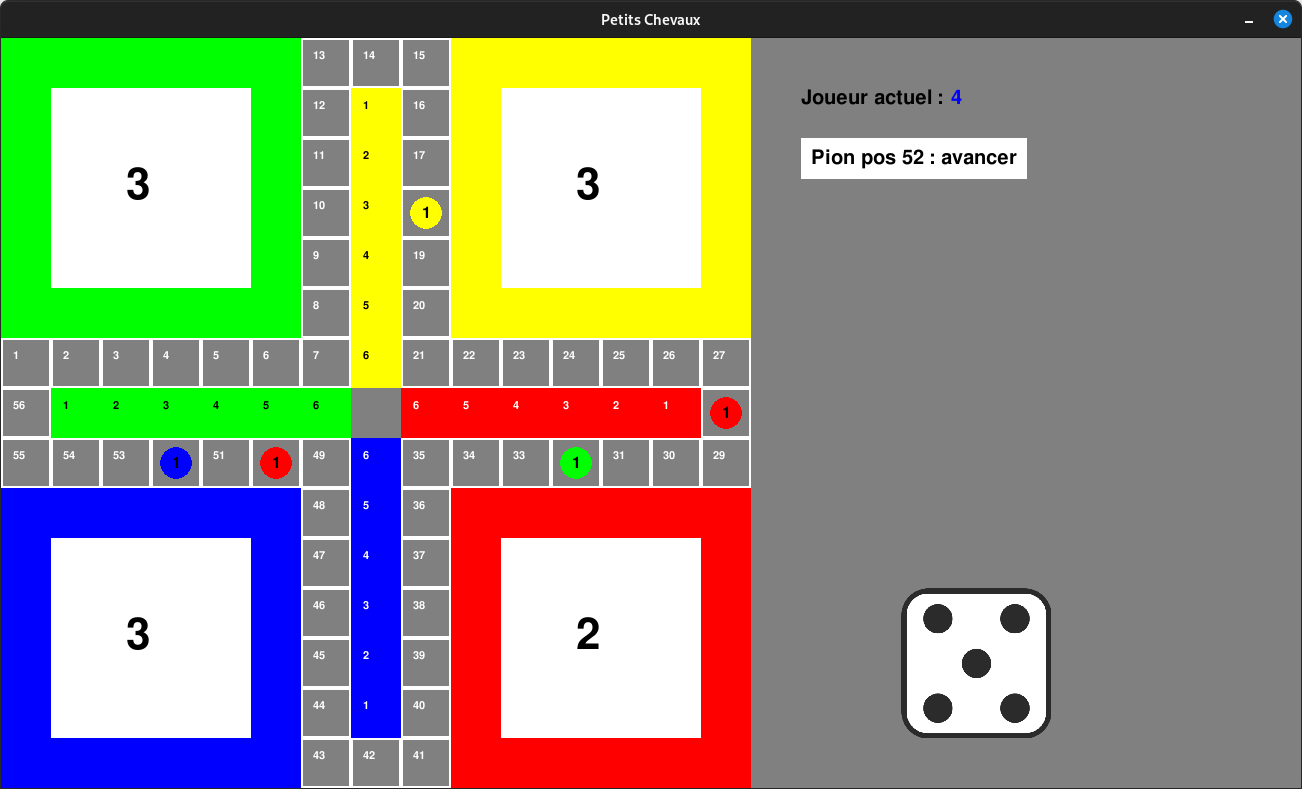 Petits Chevaux
13 14 15
Joueur actuel : 4
12 1 16
Pion pos 52 : avancer
11 2 17
3 3
10 3 1
9 4 19
8 5 20
1 2 3 4 5 6 7 6 21 22 23 24 25 26 27
56 1 2 3 4 5 6 6 5 4 3 2 1 1
55 54 53 1 51 1 49 6 35 34 33 1 31 30 29
48 5 36
47 4 37
46 3 38
3 2
45 2 39
44 1 40
43 42 41